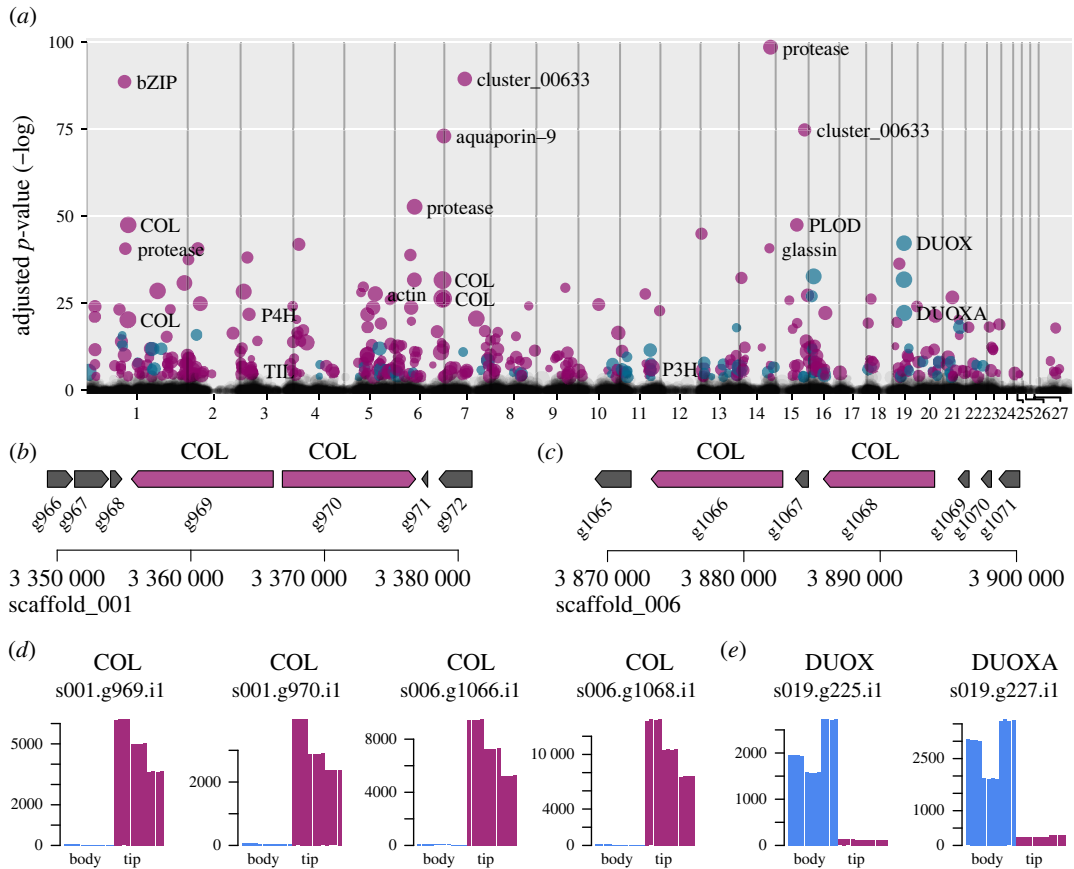 (a)
100
75
50
25
0
adjusted p-value (−log)
protease
bZIP
cluster_00633
cluster_00633
aquaporin–9
protease
COL
PLOD
protease
glassin
DUOX
COL
actin
COL
COL
P4H
DUOXA
TIL
P3H
1 2 3 4 5 6 7 8 9 10 11 12 13 14 15 16 17 18 19 20 21 22 23 24 25 26 27
(b)
COL COL
g966 g967 g968 g969 g970 g971 g972
3 350 000 3 360 000 3 370 000 3 380 000
scaffold_001
(c)
COL COL
g1065 g1066 g1067 g1068 g1069 g1070 g1071
3 870 000 3 880 000 3 890 000 3 900 000
scaffold_006
(d)
COL
s001.g969.i1
5000
2000
0
body tip
COL
s001.g970.i1
2000
0
body tip
COL
s006.g1066.i1
8000
4000
0
body tip
COL
s006.g1068.i1
10 000
4000
0
body tip
(e)
DUOX
s019.g225.i1
2000
1000
0
body tip
DUOXA
s019.g227.i1
2500
1000
0
body tip